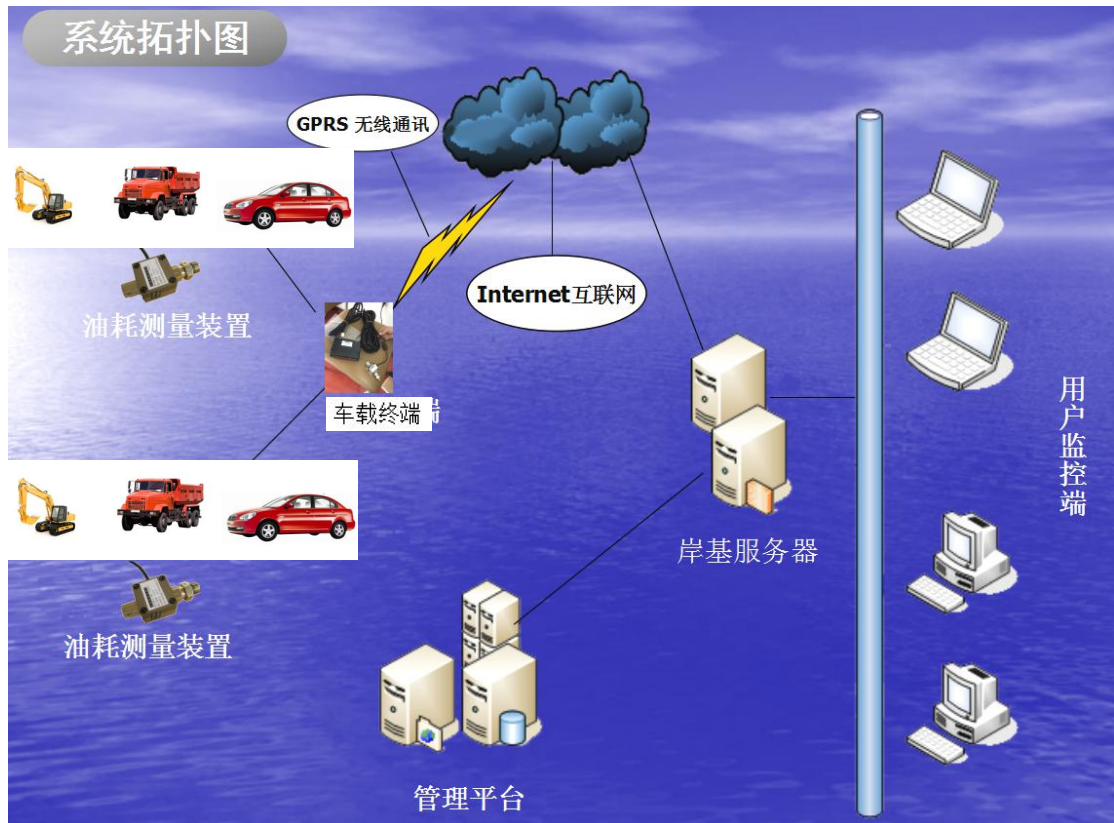 系统拓扑图
GPRS 无线通讯
Internet互联网
油耗测量装置
车载终端端
用户监控端
岸基服务器
油耗测量装置
管理平台